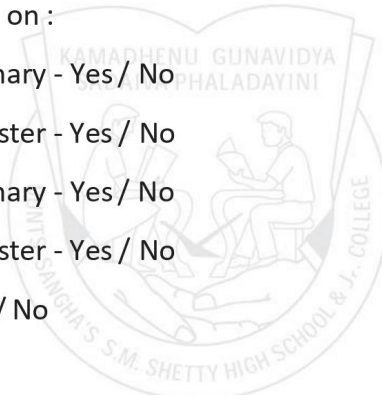 on :
nary - Yes / No
ster - Yes / No
nary - Yes / No
ster - Yes / No
/ No
KAMADHENU GUNAVIDYA
PHALADAYINI
SANGHA'S S.M. SHETTY HIGH SCHOOL & Jr. COLLEGE